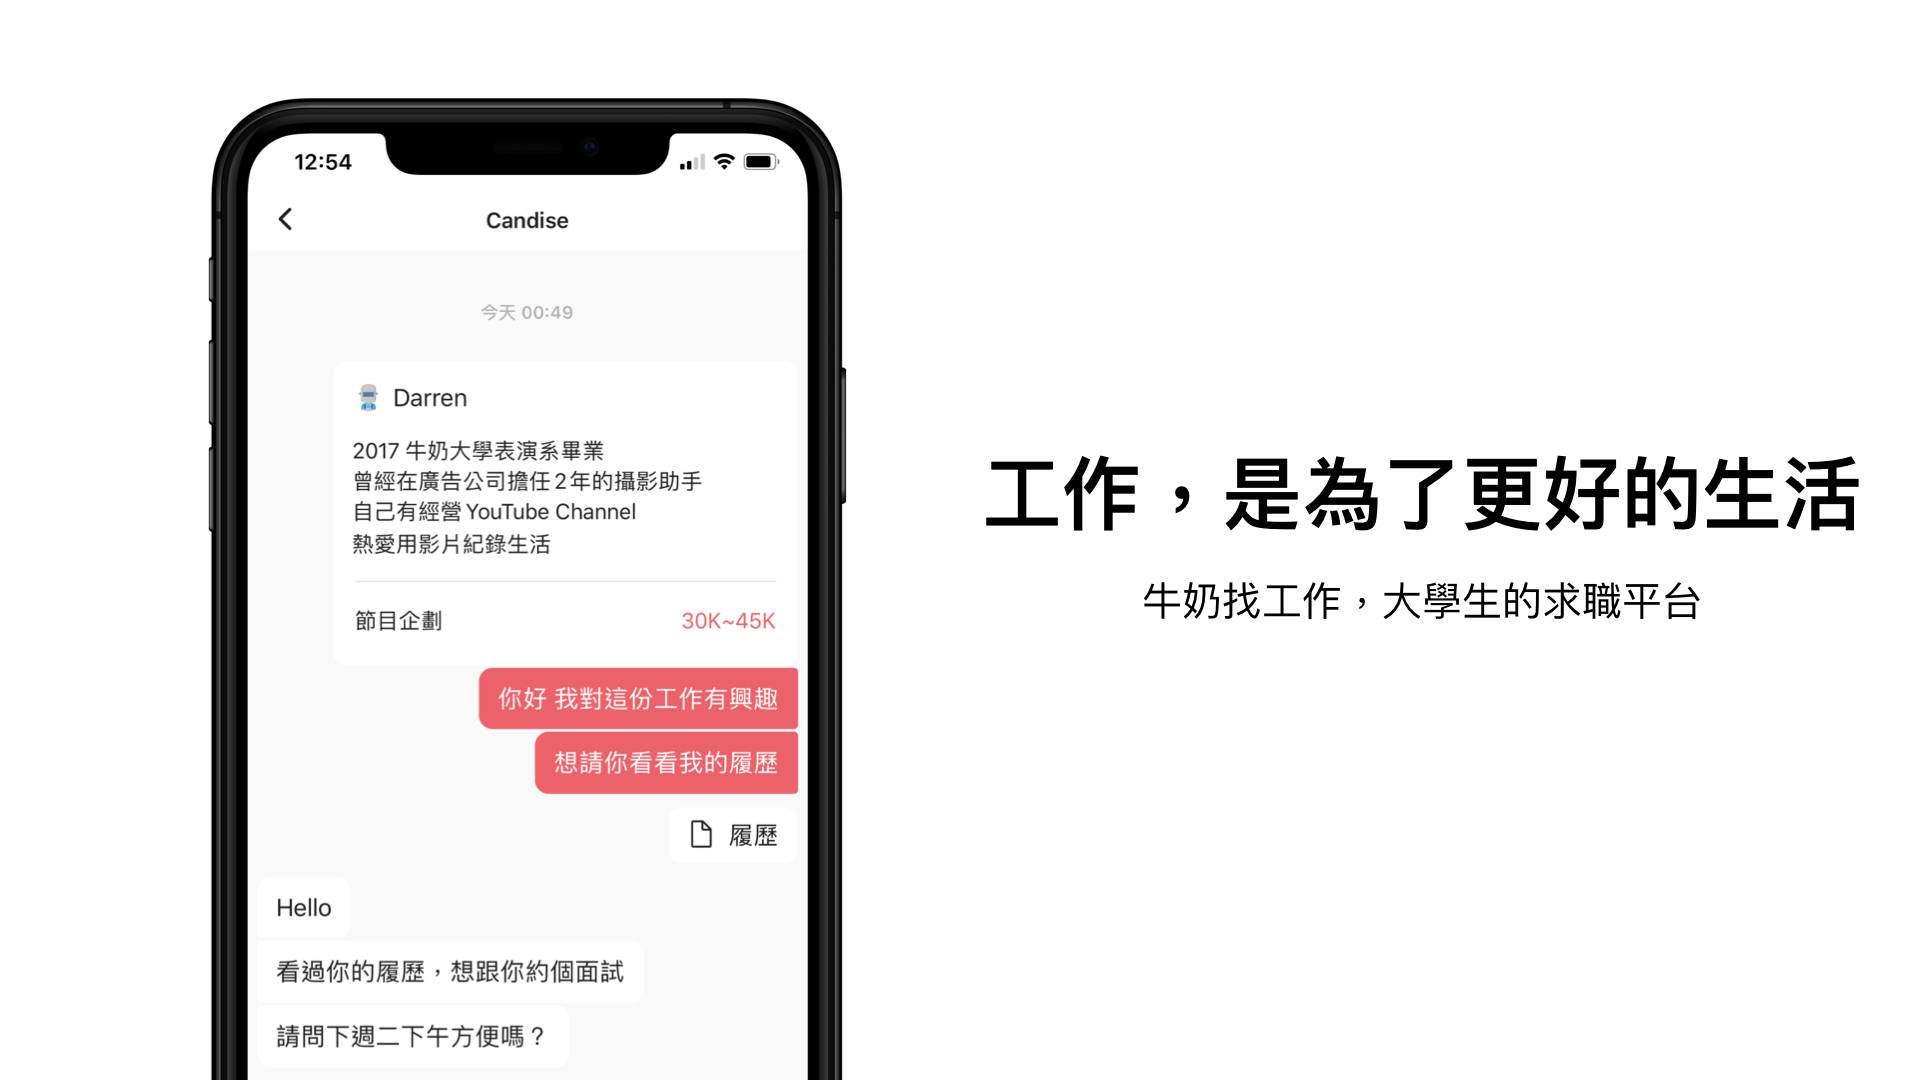 12:54
Candise
今天 00:49
Darren
2017 牛奶大學表演系畢業
曾經在廣告公司擔任 2 年的攝影助手
自己有經營 YouTube Channel
熱愛用影片紀錄生活
節目企劃 30K~45K
你好 我對這份工作有興趣
想請你看看我的履歷
履歷
Hello
看過你的履歷，想跟你約個面試
請問下週二下午方便嗎？
工作，是為了更好的生活
牛奶找工作，大學生的求職平台